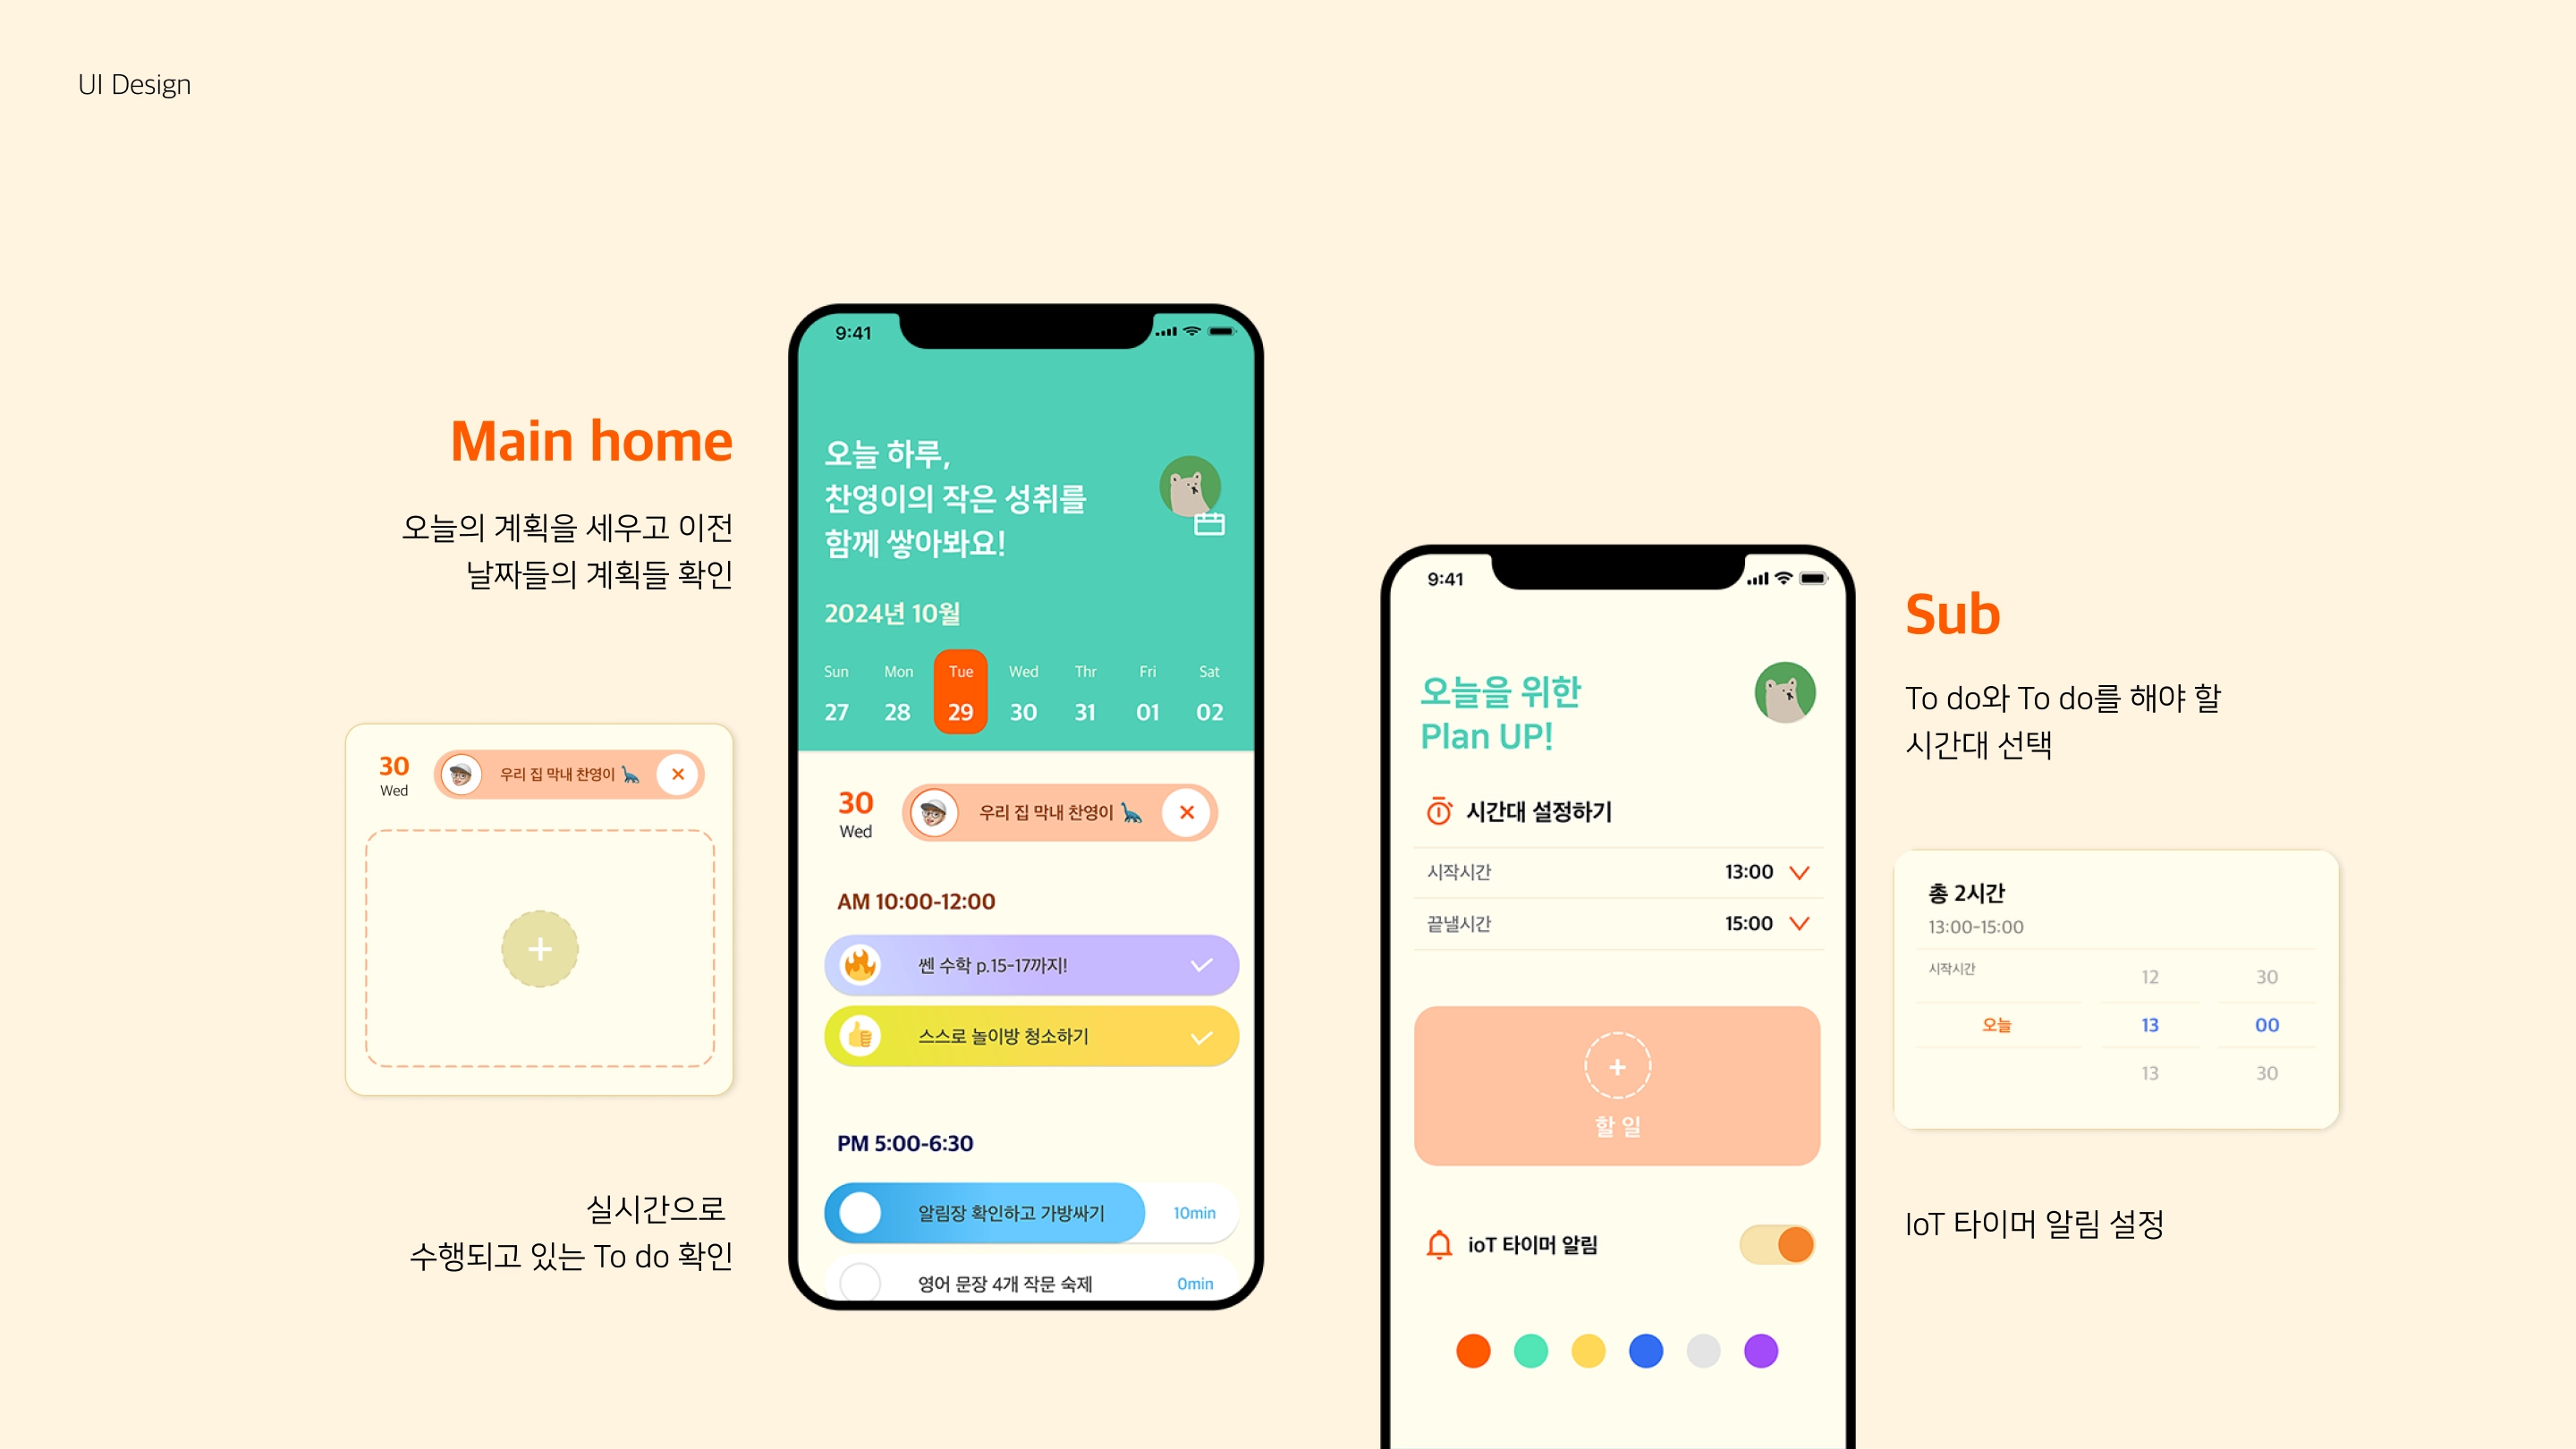 UI Design
Main home
오늘의 계획을 세우고 이전
날짜들의 계획들 확인
30
Wed
우리 집 막내 찬영이
실시간으로
수행되고 있는 To do 확인
9:41
오늘 하루,
찬영이의 작은 성취를
함께 쌓아봐요!
2024년 10월
Sun Mon Tue Wed Thr Fri Sat
27 28 29 30 31 01 02
30
Wed
우리 집 막내 찬영이
AM 10:00-12:00
쎈 수학 p.15-17까지!
스스로 놀이방 청소하기
PM 5:00-6:30
알림장 확인하고 가방싸기 10min
영어 문장 4개 작문 숙제 0min
9:41
오늘을 위한
Plan UP!
시간대 설정하기
시작시간 13:00
끝낼시간 15:00
할 일
ioT 타이머 알림
Sub
To do와 To do를 해야 할
시간대 선택
총 2시간
13:00-15:00
시작시간 12 30
오늘 13 00
13 30
IoT 타이머 알림 설정